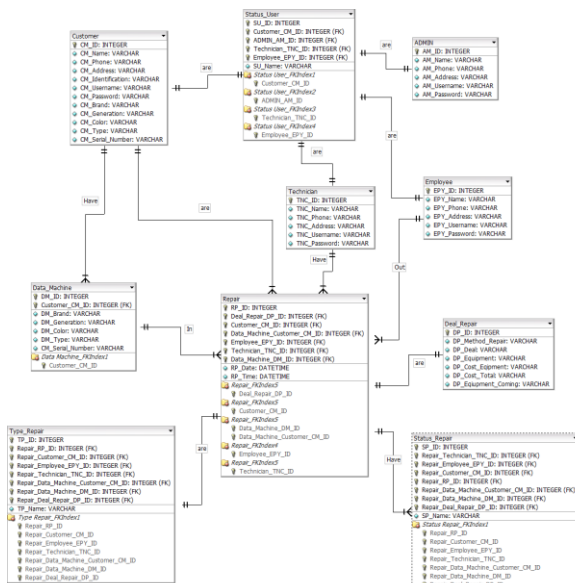 Status_User
SU_ID: INTEGER
Customer_CM_ID: INTEGER (FK)
ADMIN_AM_ID: INTEGER (FK)
Technician_TNC_ID: INTEGER (FK)
Employee_EPY_ID: INTEGER (FK)
SU_Name: VARCHAR
Status User_FKIndex1
Customer_CM_ID
Status User_FKIndex2
ADMIN_AM_ID
Status User_FKIndex3
Technician_TNC_ID
Status User_FKIndex4
Employee_EPY_ID
Customer
CM_ID: INTEGER
CM_Name: VARCHAR
CM_Phone: VARCHAR
CM_Address: VARCHAR
CM_Identification: VARCHAR
CM_Username: VARCHAR
CM_Password: VARCHAR
CM_Brand: VARCHAR
CM_Generation: VARCHAR
CM_Color: VARCHAR
CM_Type: VARCHAR
CM_Serial_Number: VARCHAR
ADMIN
AM_ID: INTEGER
AM_Name: VARCHAR
AM_Phone: VARCHAR
AM_Address: VARCHAR
AM_Username: VARCHAR
AM_Password: VARCHAR
are
are
are
are
Technician
TNC_ID: INTEGER
TNC_Name: VARCHAR
TNC_Phone: VARCHAR
TNC_Address: VARCHAR
TNC_Username: VARCHAR
TNC_Password: VARCHAR
Employee
EPY_ID: INTEGER
EPY_Name: VARCHAR
EPY_Phone: VARCHAR
EPY_Address: VARCHAR
EPY_Username: VARCHAR
EPY_Password: VARCHAR
Have
are
Have
Out
Data_Machine
DM_ID: INTEGER
Customer_CM_ID: INTEGER (FK)
DM_Brand: VARCHAR
DM_Generation: VARCHAR
DM_Color: VARCHAR
DM_Type: VARCHAR
CM_Serial_Number: VARCHAR
Data Machine_FKIndex1
Customer_CM_ID
In
Repair
RP_ID: INTEGER
Deal_Repair_DP_ID: INTEGER (FK)
Customer_CM_ID: INTEGER (FK)
Data_Machine_Customer_CM_ID: INTEGER (FK)
Employee_EPY_ID: INTEGER (FK)
Technician_TNC_ID: INTEGER (FK)
Data_Machine_DM_ID: INTEGER (FK)
RP_Date: DATETIME
RP_Time: DATETIME
Repair_FKIndex5
Deal_Repair_DP_ID
Repair_FKIndex5
Customer_CM_ID
Repair_FKIndex5
Data_Machine_DM_ID
Data_Machine_Customer_CM_ID
Repair_FKIndex4
Employee_EPY_ID
Repair_FKIndex5
Technician_TNC_ID
Deal_Repair
DP_ID: INTEGER
DP_Method_Repair: VARCHAR
DP_Deal: VARCHAR
DP_Equipment: VARCHAR
DP_Cost_Eqipment: VARCHAR
DP_Cost_Total: VARCHAR
DP_Equipment_Coming: VARCHAR
are
are
Have
Type_Repair
TP_ID: INTEGER
Repair_RP_ID: INTEGER (FK)
Repair_Customer_CM_ID: INTEGER (FK)
Repair_Employee_EPY_ID: INTEGER (FK)
Repair_Technician_TNC_ID: INTEGER (FK)
Repair_Data_Machine_Customer_CM_ID: INTEGER (FK)
Repair_Data_Machine_DM_ID: INTEGER (FK)
Repair_Deal_Repair_DP_ID: INTEGER (FK)
TP_Name: VARCHAR
Type Repair_FKIndex1
Repair_RP_ID
Repair_Customer_CM_ID
Repair_Employee_EPY_ID
Repair_Technician_TNC_ID
Repair_Data_Machine_Customer_CM_ID
Repair_Data_Machine_DM_ID
Repair_Deal_Repair_DP_ID
Status_Repair
SP_ID: INTEGER
Repair_Technician_TNC_ID: INTEGER (FK)
Repair_Employee_EPY_ID: INTEGER (FK)
Repair_Customer_CM_ID: INTEGER (FK)
Repair_RP_ID: INTEGER (FK)
Repair_Data_Machine_Customer_CM_ID: INTEGER (FK)
Repair_Data_Machine_DM_ID: INTEGER (FK)
Repair_Deal_Repair_DP_ID: INTEGER (FK)
SP_Name: VARCHAR
Status Repair_FKIndex1
Repair_RP_ID
Repair_Customer_CM_ID
Repair_Employee_EPY_ID
Repair_Technician_TNC_ID
Repair_Data_Machine_Customer_CM_ID
Repair_Data_Machine_DM_ID